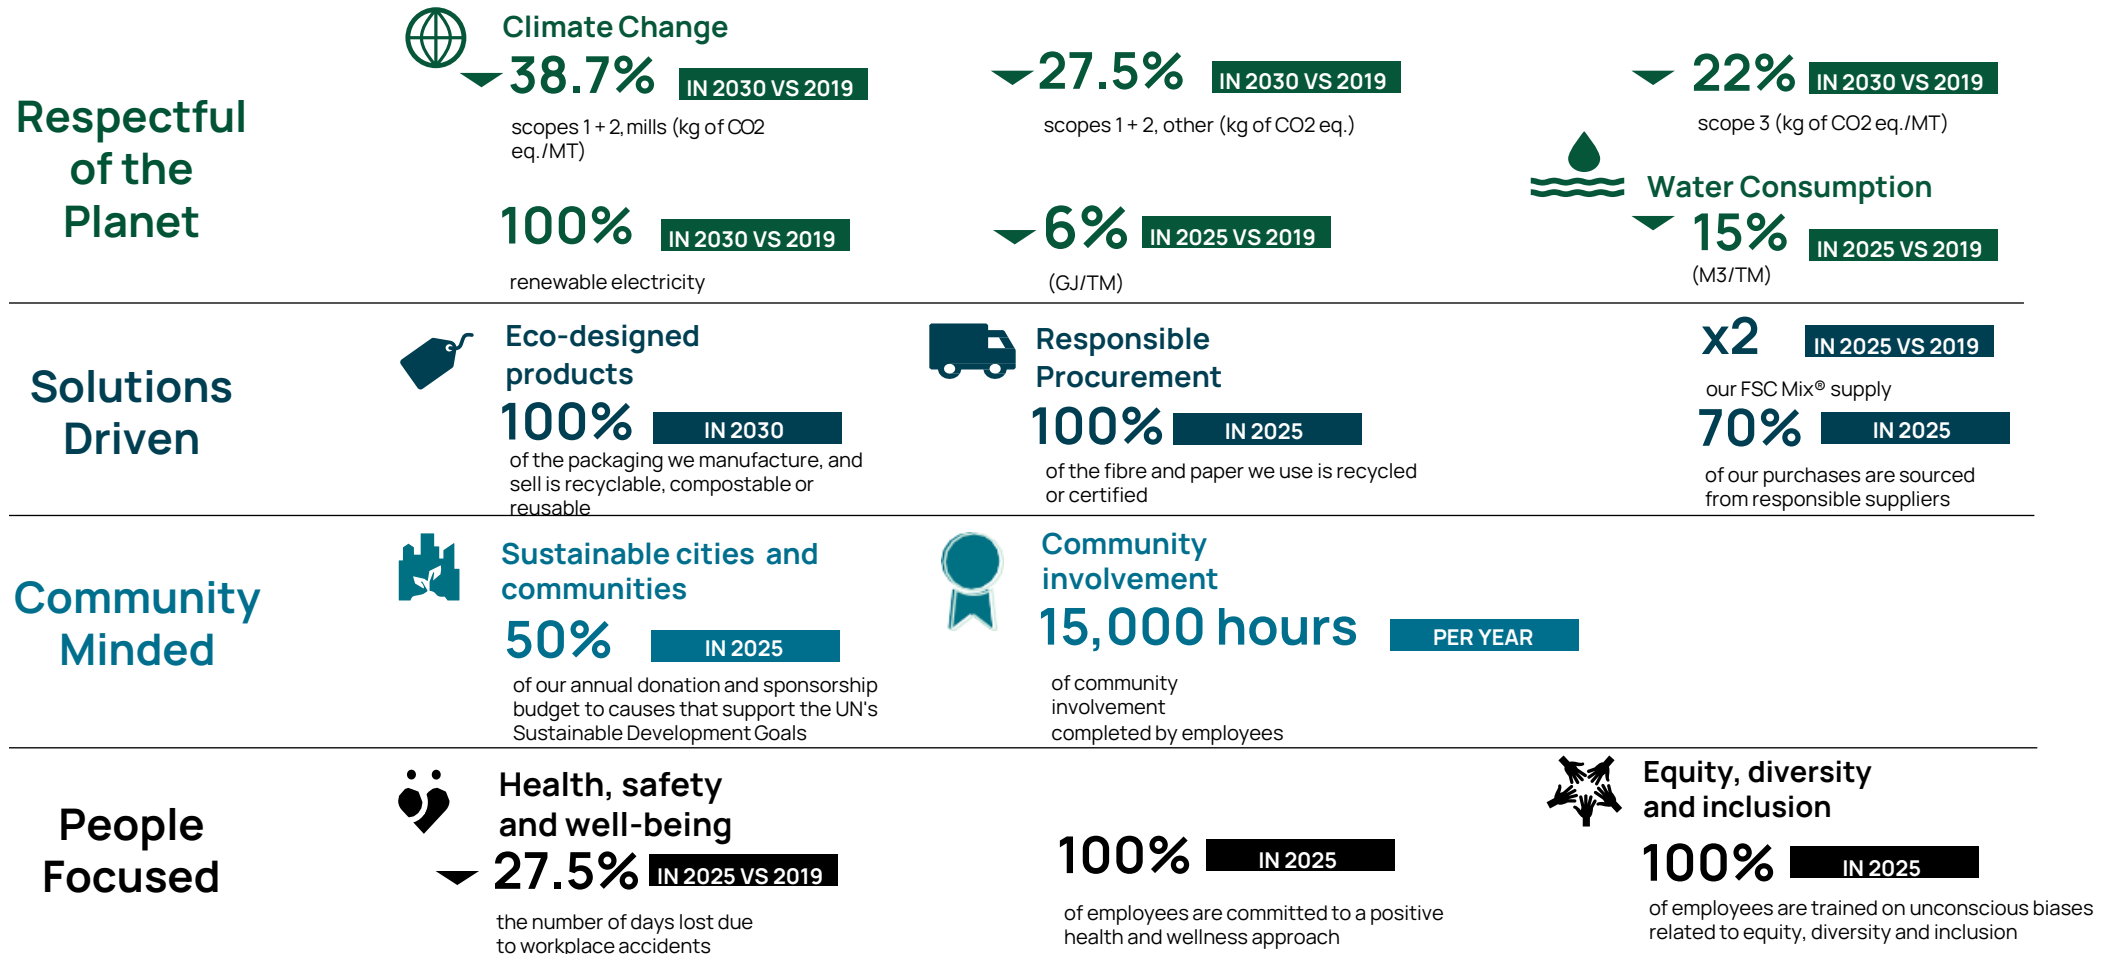 Respectful
of the
Planet
Climate Change
38.7% IN 2030 VS 2019
scopes 1 + 2, mills (kg of CO2
eq./MT)
27.5% IN 2030 VS 2019
scopes 1 + 2, other (kg of CO2 eq.)
22% IN 2030 VS 2019
scope 3 (kg of CO2 eq./MT)
100% IN 2030 VS 2019
renewable electricity
6% IN 2025 VS 2019
(GJ/TM)
Water Consumption
15% IN 2025 VS 2019
(M3/TM)
Solutions
Driven
Eco-designed
products
100% IN 2030
of the packaging we manufacture, and
sell is recyclable, compostable or
reusable
Responsible
Procurement
100% IN 2025
of the fibre and paper we use is recycled
or certified
x2 IN 2025 VS 2019
our FSC Mix® supply
70% IN 2025
of our purchases are sourced
from responsible suppliers
Community
Minded
Sustainable cities and
communities
50% IN 2025
of our annual donation and sponsorship
budget to causes that support the UN's
Sustainable Development Goals
Community
involvement
15,000 hours PER YEAR
of community
involvement
completed by employees
People
Focused
Health, safety
and well-being
27.5% IN 2025 VS 2019
the number of days lost due
to workplace accidents
100% IN 2025
of employees are committed to a positive
health and wellness approach
Equity, diversity
and inclusion
100% IN 2025
of employees are trained on unconscious biases
related to equity, diversity and inclusion